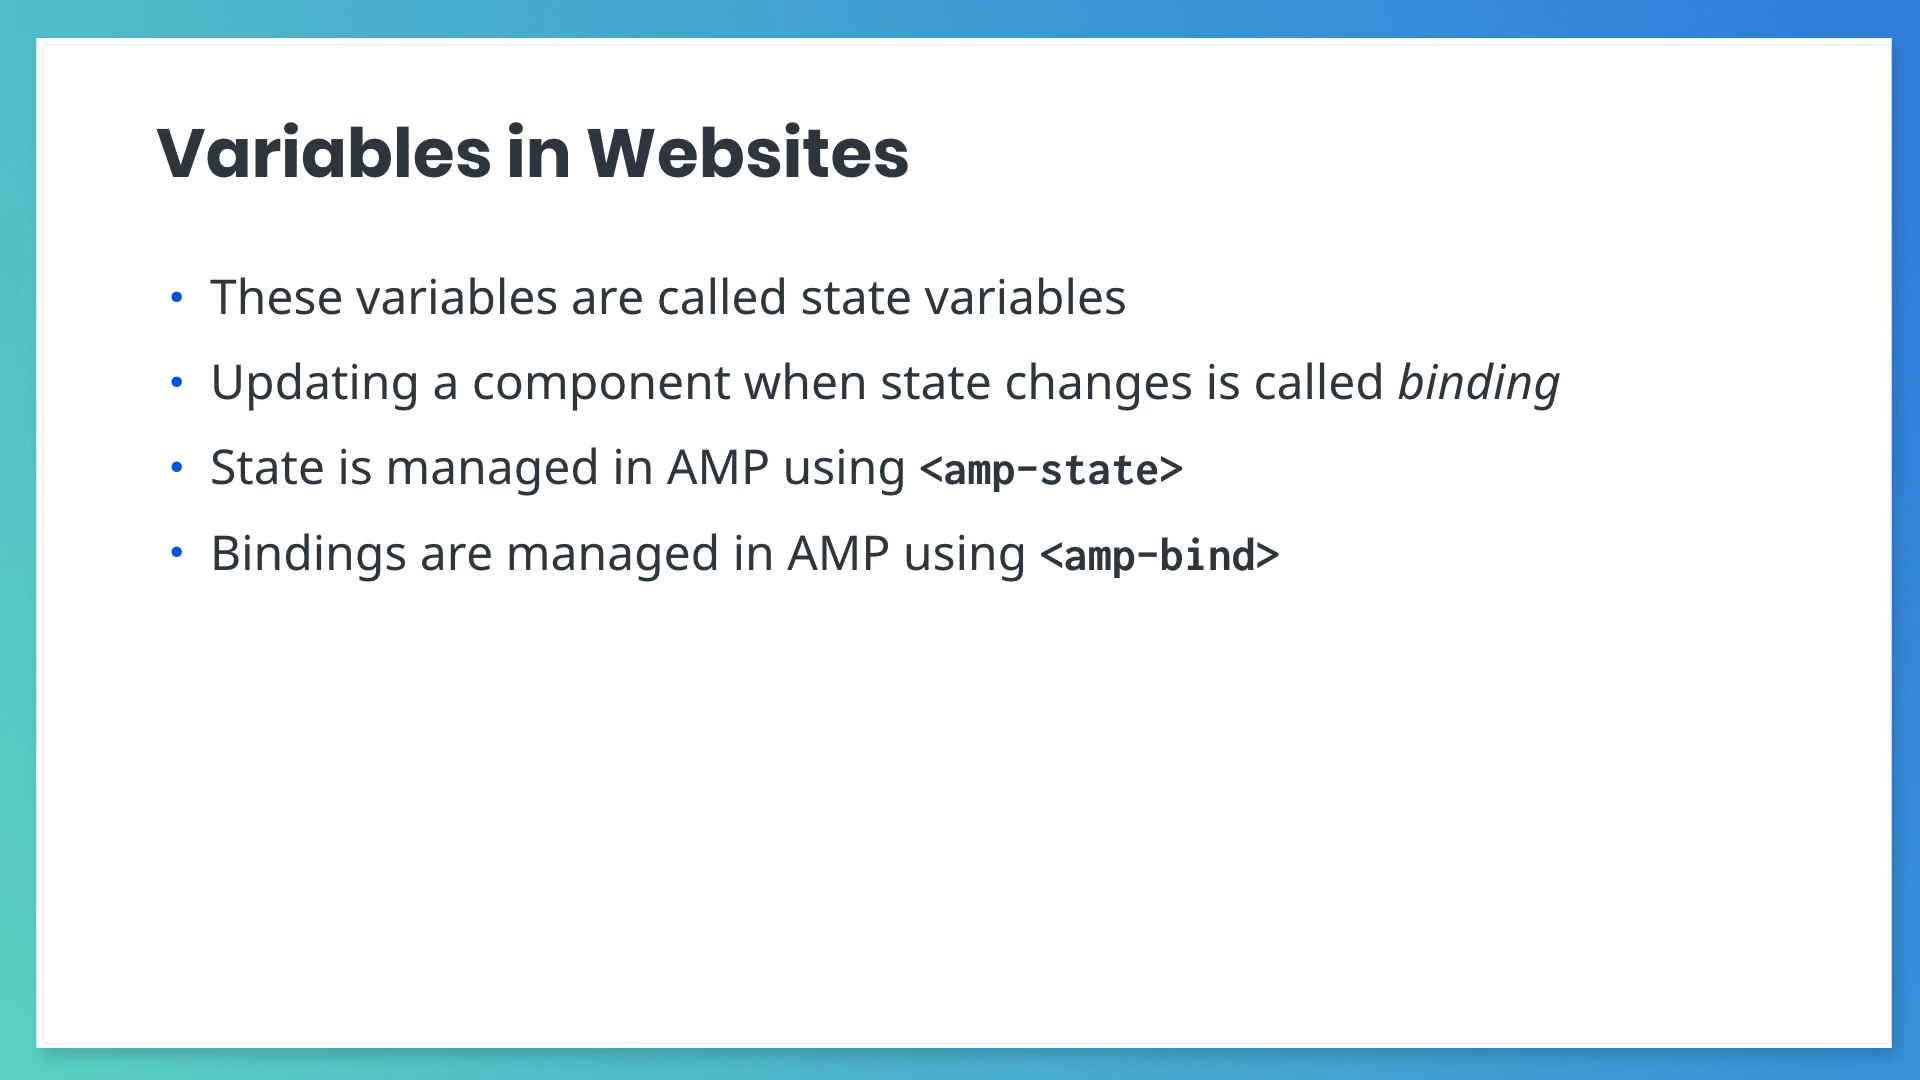 Variables in Websites
• These variables are called state variables
• Updating a component when state changes is called binding
• State is managed in AMP using <amp-state>
• Bindings are managed in AMP using <amp-bind>